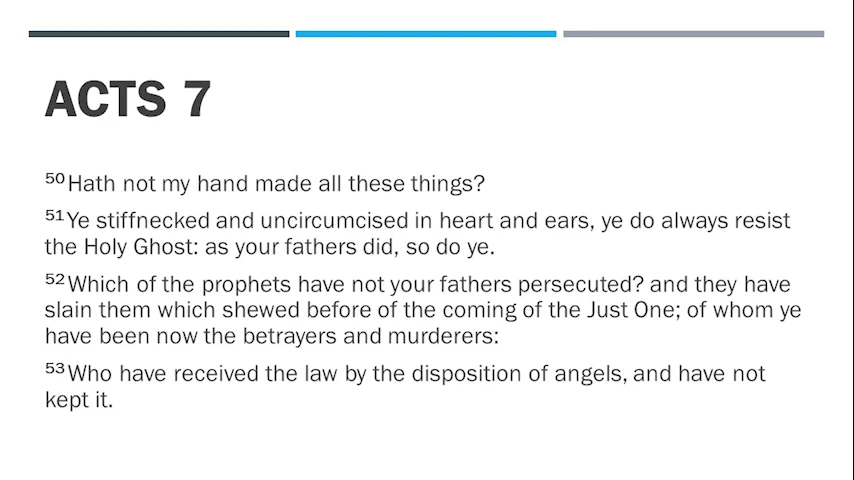 ACTS 7
50 Hath not my hand made all these things?
51 Ye stiffnecked and uncircumcised in heart and ears, ye do always resist
the Holy Ghost: as your fathers did, so do ye.
52 Which of the prophets have not your fathers persecuted? and they have
slain them which shewed before of the coming of the Just One; of whom ye
have been now the betrayers and murderers:
53 Who have received the law by the disposition of angels, and have not
kept it.